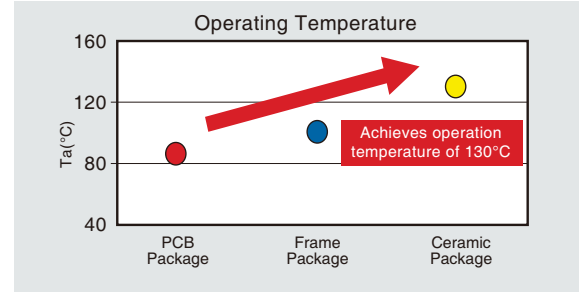 Operating Temperature
160
120
80
40
Ta(°C)
Achieves operation
temperature of 130°C
PCB
Package
Frame
Package
Ceramic
Package